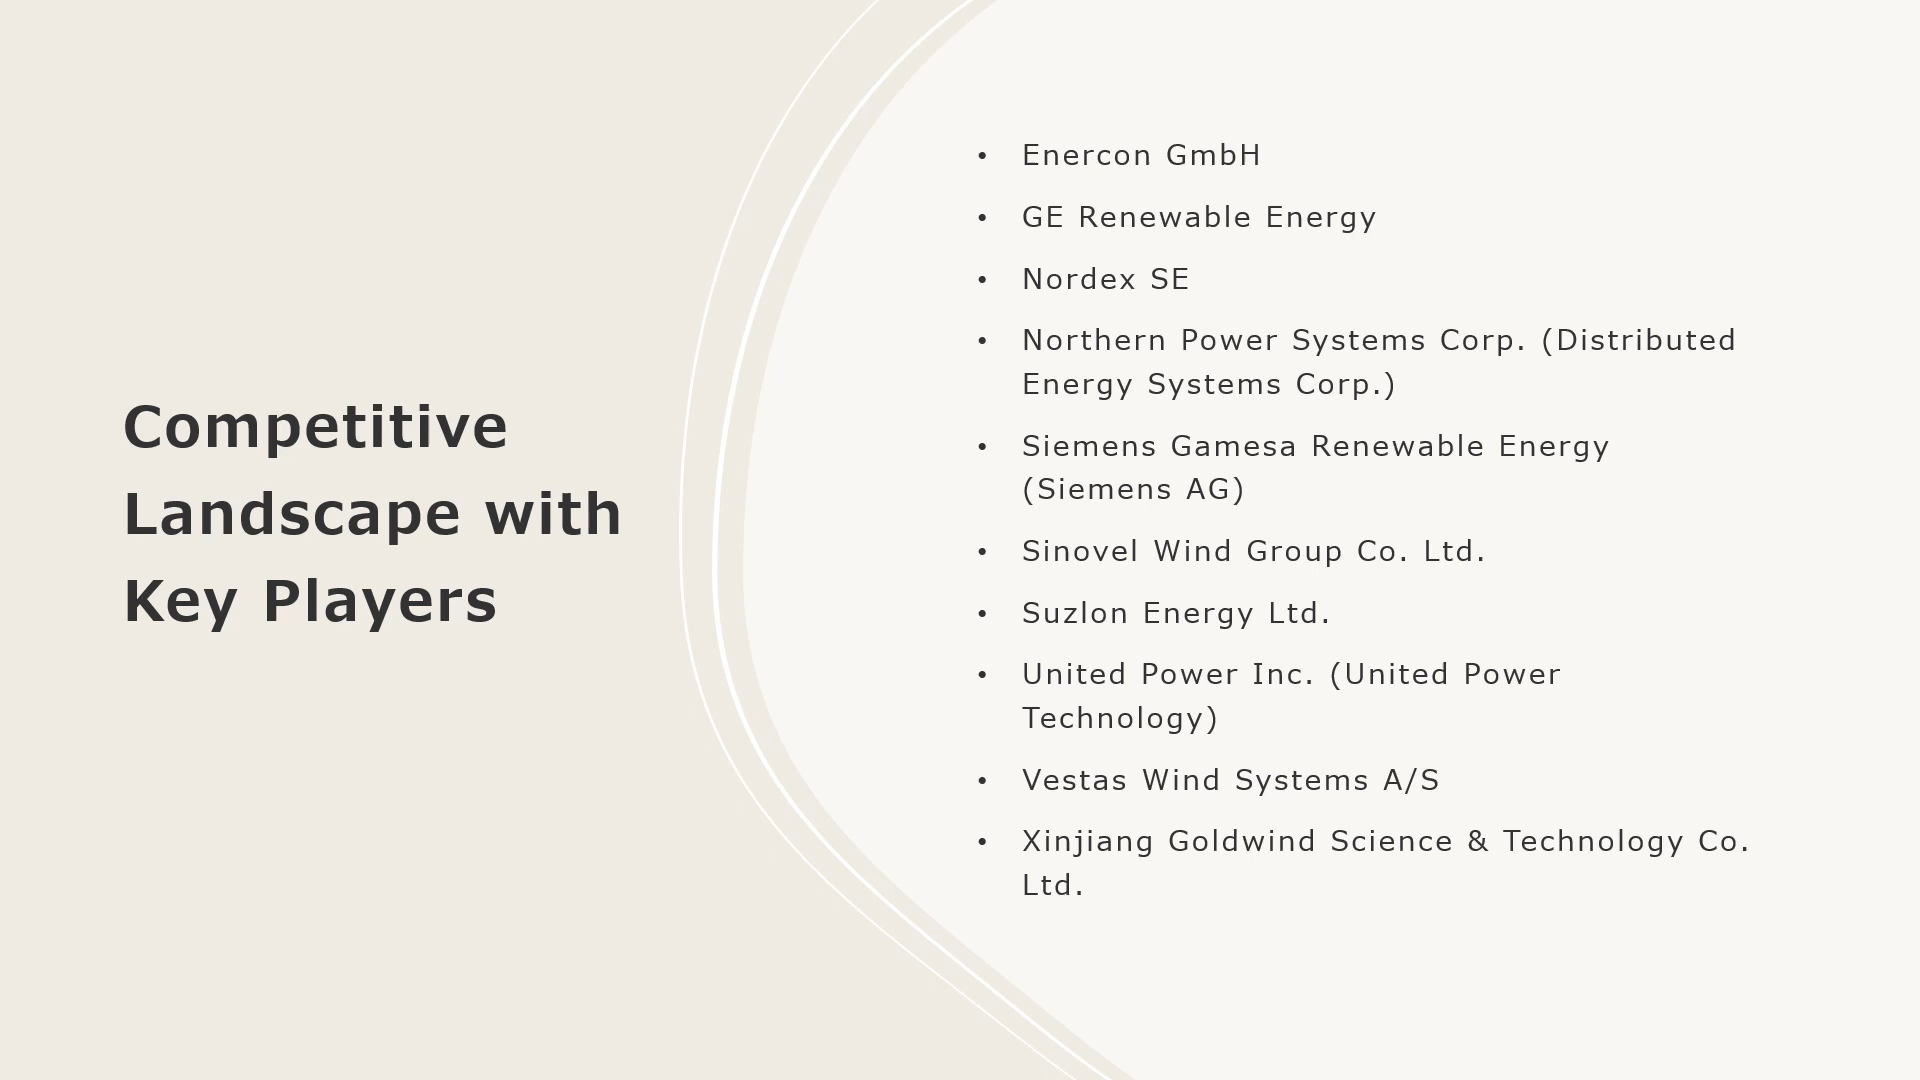 Competitive
Landscape with
Key Players
• Enercon GmbH
• GE Renewable Energy
• Nordex SE
• Northern Power Systems Corp. (Distributed
Energy Systems Corp.)
• Siemens Gamesa Renewable Energy
(Siemens AG)
• Sinovel Wind Group Co. Ltd.
• Suzlon Energy Ltd.
• United Power Inc. (United Power
Technology)
• Vestas Wind Systems A/S
• Xinjiang Goldwind Science & Technology Co.
Ltd.